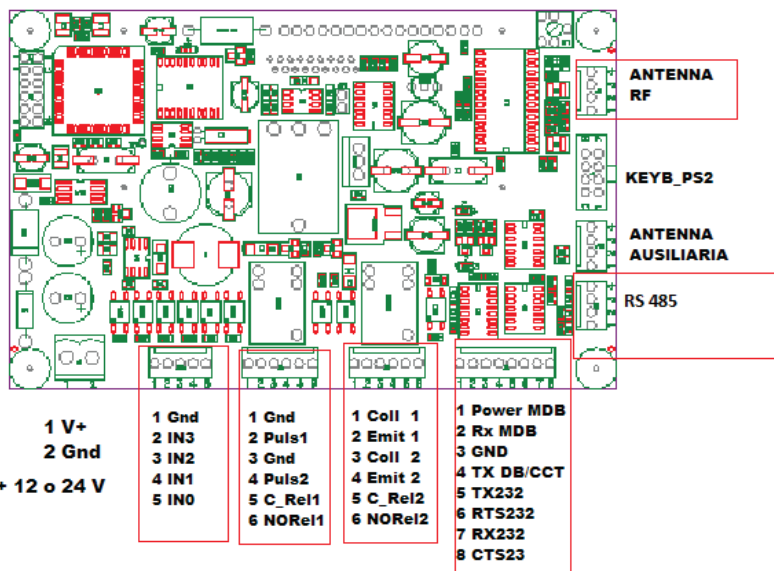 ANTENNA
RF
KEYB_PS2
ANTENNA
AUSILIARIA
RS 485
1 V+
2 Gnd
+ 12 o 24 V
1 Gnd
2 IN3
3 IN2
4 IN1
5 IN0
1 Gnd
2 Puls1
3 Gnd
4 Puls2
5 C_Rel1
6 NORel1
1 Coll 1
2 Emit 1
3 Coll 2
4 Emit 2
5 C_Rel2
6 NORel2
1 Power MDB
2 Rx MDB
3 GND
4 TX DB/CCT
5 TX232
6 RTS232
7 RX232
8 CTS23